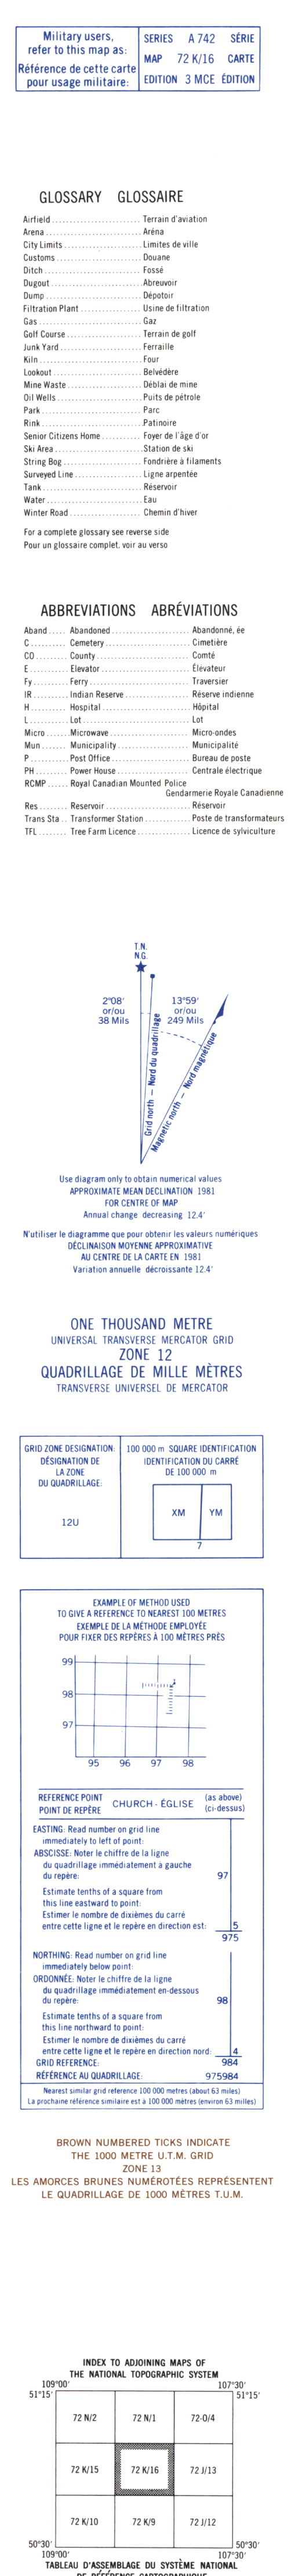 Military users,
refer to this map as:
Référence de cette carte
pour usage militaire:
SERIES A 742 SÉRIE
MAP 72 K/16 CARTE
EDITION 3 MCE ÉDITION
GLOSSARY GLOSSAIRE
Airfield ........................ Terrain d'aviation
Arena ........................ Aréna
City Limits ........................ Limites de ville
Customs ........................ Douane
Ditch ........................ Fossé
Dugout ........................ Abreuvoir
Dump ........................ Dépotoir
Filtration Plant ........................ Usine de filtration
Gas ........................ Gaz
Golf Course ........................ Terrain de golf
Junk Yard ........................ Ferraille
Kiln ........................ Four
Lookout ........................ Belvédère
Mine Waste ........................ Déblai de mine
Oil Wells ........................ Puits de pétrole
Park ........................ Parc
Rink ........................ Patinoire
Senior Citizens Home .......... Foyer de l'âge d'or
Ski Area ........................ Station de ski
String Bog ........................ Fondrière à filaments
Surveyed Line ........................ Ligne arpentée
Tank ........................ Réservoir
Water ........................ Eau
Winter Road ........................ Chemin d'hiver
For a complete glossary see reverse side
Pour un glossaire complet, voir au verso
ABBREVIATIONS ABRÉVIATIONS
Aband ..... Abandoned .................... Abandonné, ée
C .......... Cemetery .................... Cimetière
CO ......... County .................... Comté
E .......... Elevator .................... Élévateur
Fy .......... Ferry .................... Traversier
IR .......... Indian Reserve .................... Réserve indienne
H .......... Hospital .................... Hôpital
L .......... Lot .................... Lot
Micro ....... Microwave .................... Micro-ondes
Mun ....... Municipality .................... Municipalité
P .......... Post Office .................... Bureau de poste
PH ......... Power House .................... Centrale électrique
RCMP ...... Royal Canadian Mounted Police
Gendarmerie Royale Canadienne
Res ........ Reservoir .................... Réservoir
Trans Sta .. Transformer Station ............ Poste de transformateurs
TFL ........ Tree Farm Licence .............. Licence de sylviculture
T.N.
N.G.
2°08'
or/ou
38 Mils
13°59'
or/ou
249 Mils
Grid north — Nord du quadrillage
Magnetic north — Nord magnétique
Use diagram only to obtain numerical values
APPROXIMATE MEAN DECLINATION 1981
FOR CENTRE OF MAP
Annual change decreasing 12.4'
N'utiliser le diagramme que pour obtenir les valeurs numériques
DÉCLINAISON MOYENNE APPROXIMATIVE
AU CENTRE DE LA CARTE EN 1981
Variation annuelle décroissante 12.4'
ONE THOUSAND METRE
UNIVERSAL TRANSVERSE MERCATOR GRID
ZONE 12
QUADRILLAGE DE MILLE MÈTRES
TRANSVERSE UNIVERSEL DE MERCATOR
GRID ZONE DESIGNATION:
DÉSIGNATION DE
LA ZONE
DU QUADRILLAGE:
12U
100 000 m SQUARE IDENTIFICATION
IDENTIFICATION DU CARRÉ
DE 100 000 m
XM YM
7
EXAMPLE OF METHOD USED
TO GIVE A REFERENCE TO NEAREST 100 METRES
EXEMPLE DE LA MÉTHODE EMPLOYÉE
POUR FIXER DES REPÈRES À 100 MÈTRES PRÈS
99
98
97
95 96 97 98
REFERENCE POINT
POINT DE REPÈRE
CHURCH - ÉGLISE
(as above)
(ci-dessus)
EASTING: Read number on grid line
immediately to left of point:
ABSCISSE: Noter le chiffre de la ligne
du quadrillage immédiatement à gauche
du repère: 97
Estimate tenths of a square from
this line eastward to point:
Estimer le nombre de dixièmes du carré
entre cette ligne et le repère en direction est: 5
975
NORTHING: Read number on grid line
immediately below point:
ORDONNÉE: Noter le chiffre de la ligne
du quadrillage immédiatement en-dessous
du repère: 98
Estimate tenths of a square from
this line northward to point:
Estimer le nombre de dixièmes du carré
entre cette ligne et le repère en direction nord: 4
GRID REFERENCE: 984
RÉFÉRENCE AU QUADRILLAGE: 975984
Nearest similar grid reference 100 000 metres (about 63 miles)
La prochaine référence similaire est à 100 000 mètres (environ 63 milles)
BROWN NUMBERED TICKS INDICATE
THE 1000 METRE U.T.M. GRID
ZONE 13
LES AMORCES BRUNES NUMÉROTÉES REPRÉSENTENT
LE QUADRILLAGE DE 1000 MÈTRES T.U.M.
INDEX TO ADJOINING MAPS OF
THE NATIONAL TOPOGRAPHIC SYSTEM
109°00' 107°30'
51°15' 51°15'
72 N/2 72 N/1 72-O/4
72 K/15 72 K/16 72 J/13
72 K/10 72 K/9 72 J/12
50°30' 50°30'
109°00' 107°30'
TABLEAU D'ASSEMBLAGE DU SYSTÈME NATIONAL
DE RÉFÉRENCE CARTOGRAPHIQUE